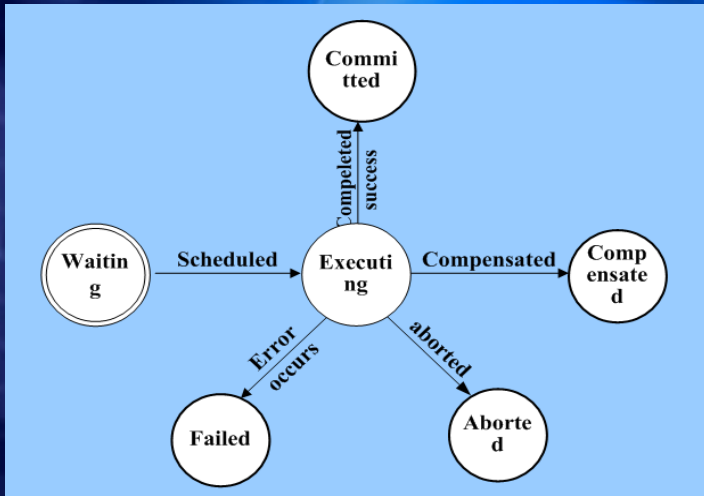 Commi
tted
Compeleted
success
Waitin
g
Scheduled
Executi
ng
Compensated
Comp
ensate
d
Error
occurs
aborted
Failed
Aborte
d